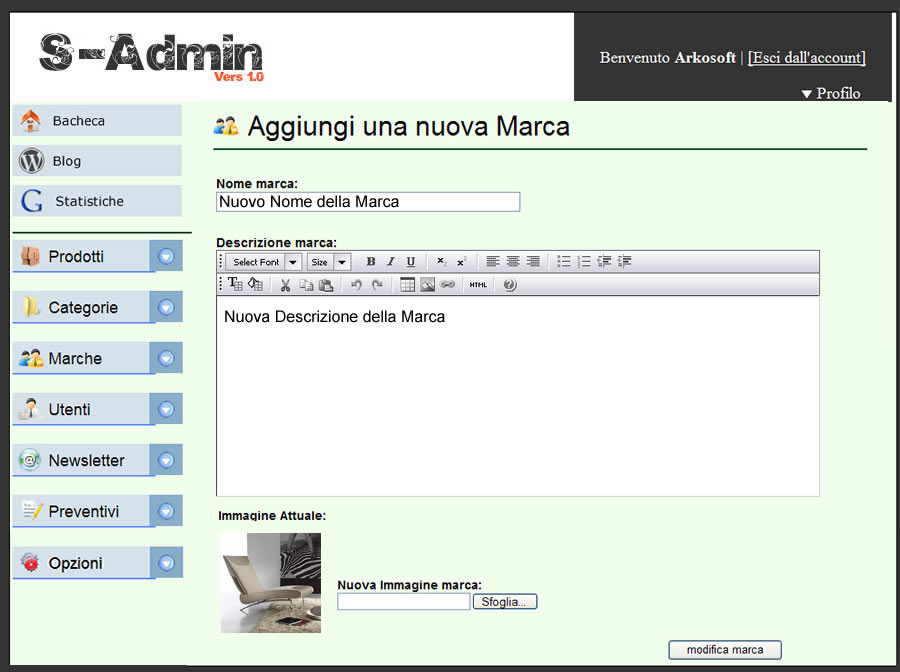 S-Admin
Vers 1.0
Benvenuto Arkosoft | [Esci dall'account]
▼ Profilo
Bacheca
Blog
Statistiche
Prodotti
Categorie
Marche
Utenti
Newsletter
Preventivi
Opzioni
Aggiungi una nuova Marca
Nome marca:
Nuovo Nome della Marca
Descrizione marca:
Select Font Size B I U x x
HTML
Nuova Descrizione della Marca
Immagine Attuale:
Nuova Immagine marca:
Sfoglia...
modifica marca